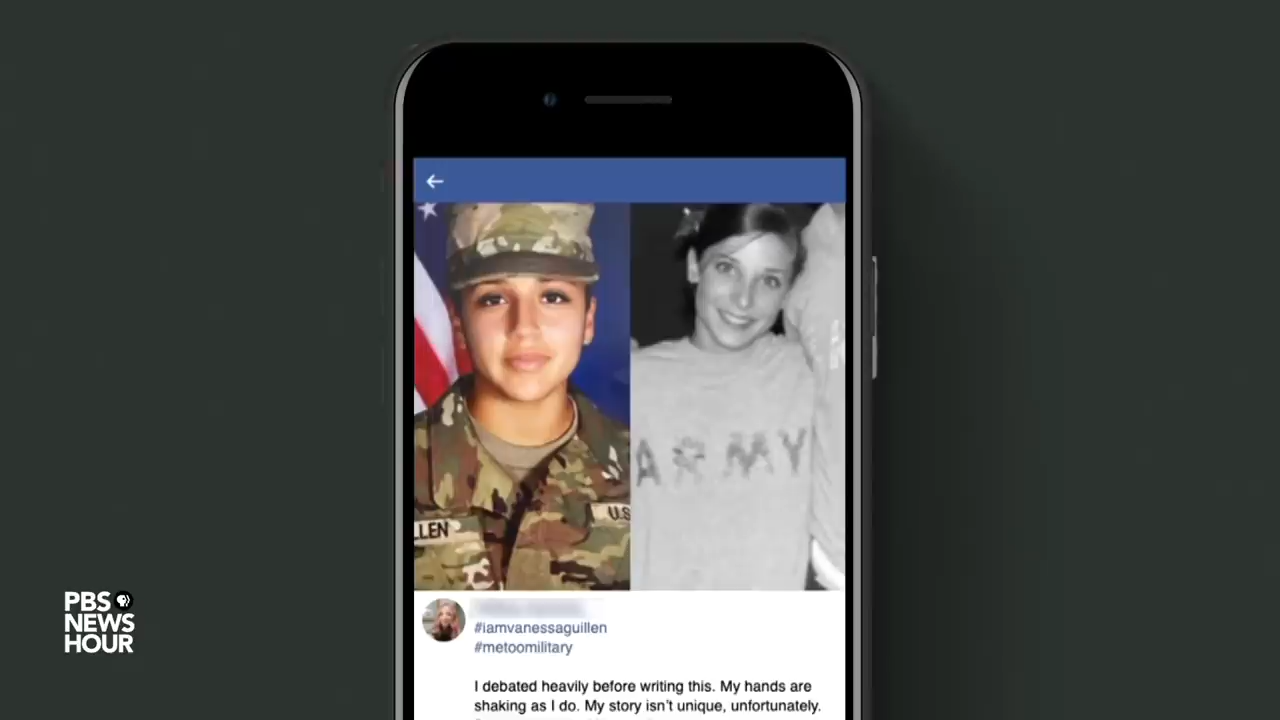 ARMY
LLEN
U.S
PBS
NEWS
HOUR
#iamvanessaguillen
#metoomilitary
I debated heavily before writing this. My hands are
shaking as I do. My story isn't unique, unfortunately.